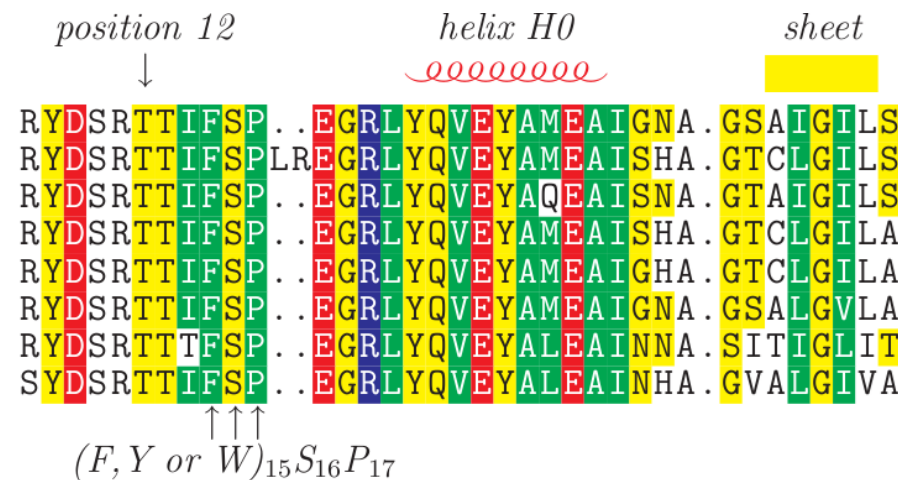 position 12 helix H0 sheet
RYDSRTTIFSP..EGRLYQVEYAMEAIGNA.GSAIGILS
RYDSRTTIFSPLREGRLYQVEYAMEAISHA.GTCLGILS
RYDSRTTIFSP..EGRLYQVEYAQEAISNA.GTAIGILS
RYDSRTTIFSP..EGRLYQVEYAMEAISHA.GTCLGILA
RYDSRTTIFSP..EGRLYQVEYAMEAIGHA.GTCLGILA
RYDSRTTIFSP..EGRLYQVEYAMEAIGNA.GSALGVLA
RYDSRTTTFSP..EGRLYQVEYALEAINNA.SITIGLIT
SYDSRTTIFSP..EGRLYQVEYALEAINHA.GVALGIVA
(F,Y or W)₁₅S₁₆P₁₇